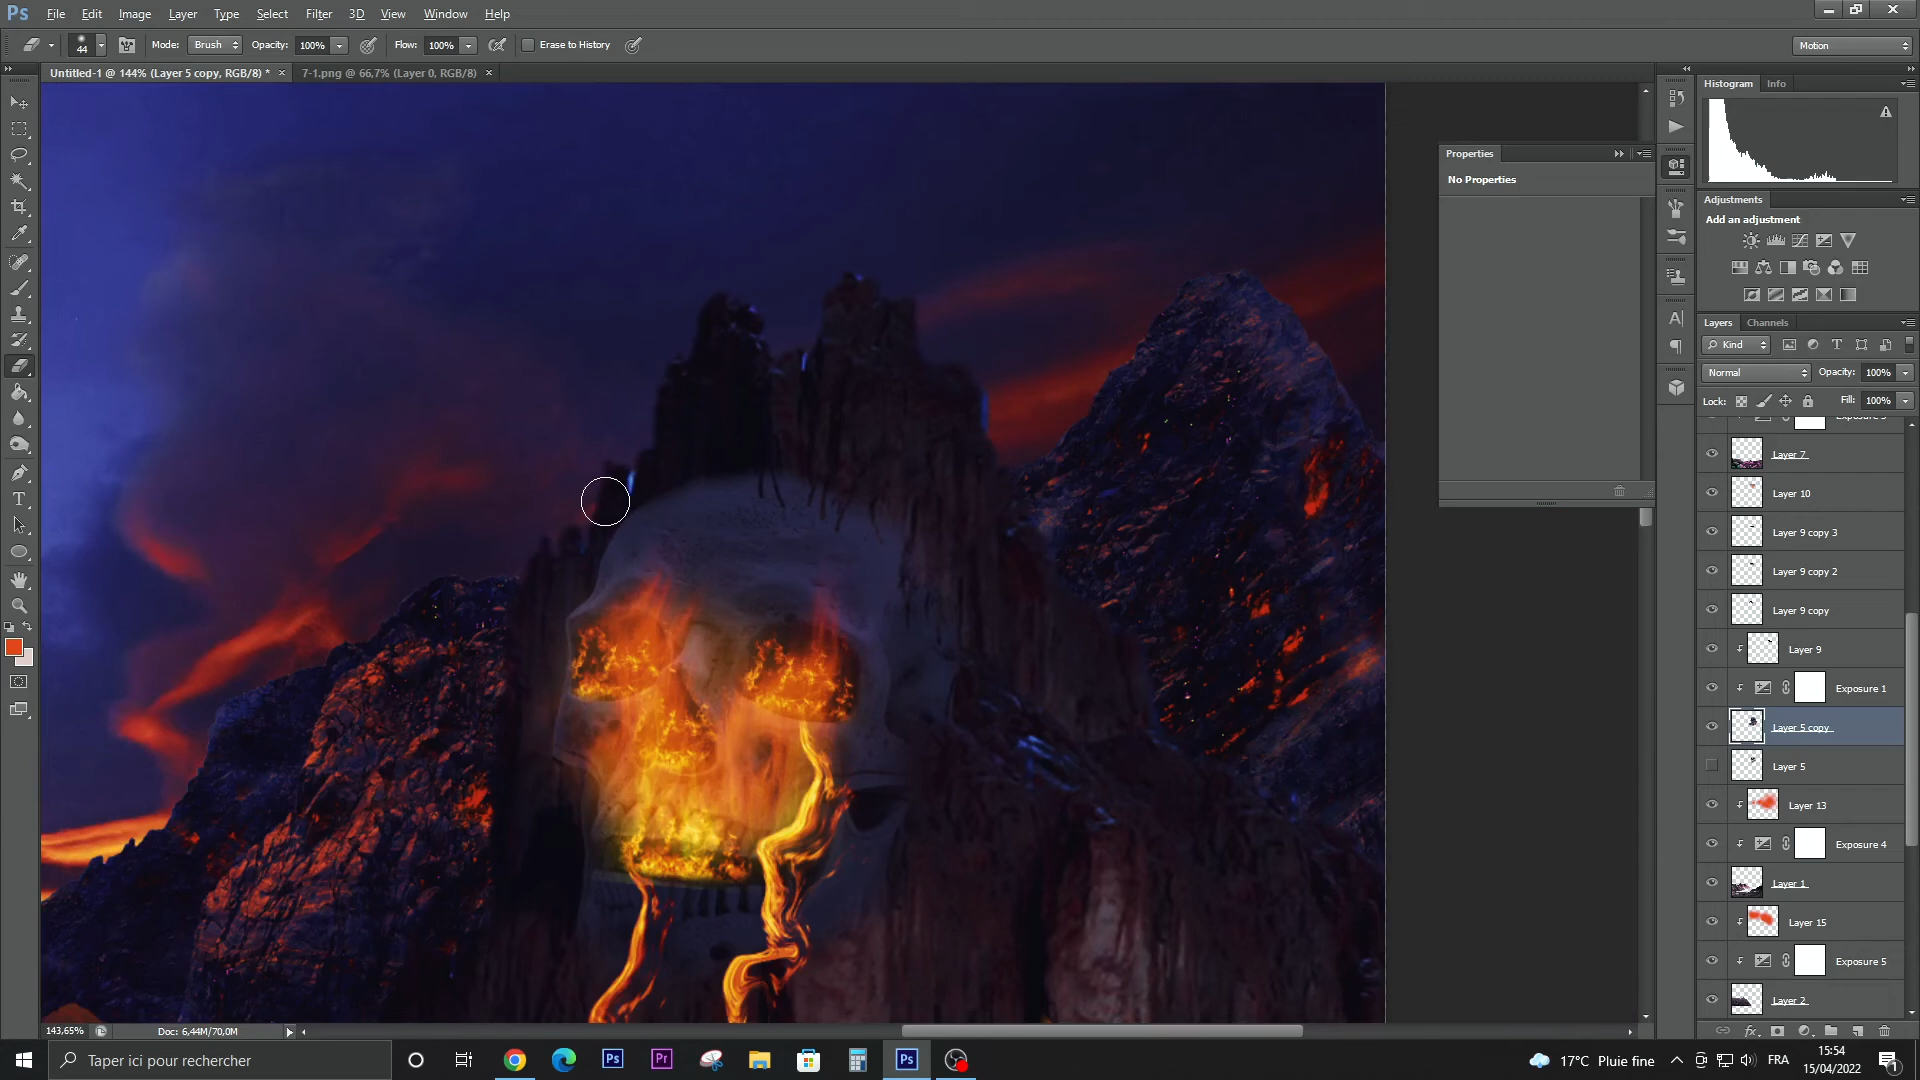 Ps File Edit Image Layer Type Select Filter 3D View Window Help
44 Mode: Brush Opacity: 100% Flow: 100% Erase to History Motion
Untitled-1 @ 144% (Layer 5 copy, RGB/8) * × 7-1.png @ 66,7% (Layer 0, RGB/8) ×
Histogram Info
Properties
No Properties
Adjustments
Add an adjustment
Layers Channels
Kind
Normal Opacity: 100%
Lock: Fill: 100%
Layer 7
Layer 10
Layer 9 copy 3
Layer 9 copy 2
Layer 9 copy
Layer 9
Exposure 1
Layer 5 copy
Layer 5
Layer 13
Exposure 4
Layer 1
Layer 15
Exposure 5
Layer 2
143,65% Doc: 6,44M/70,0M
Taper ici pour rechercher
Ps Pr Ps
17°C Pluie fine FRA
15:54
15/04/2022
1